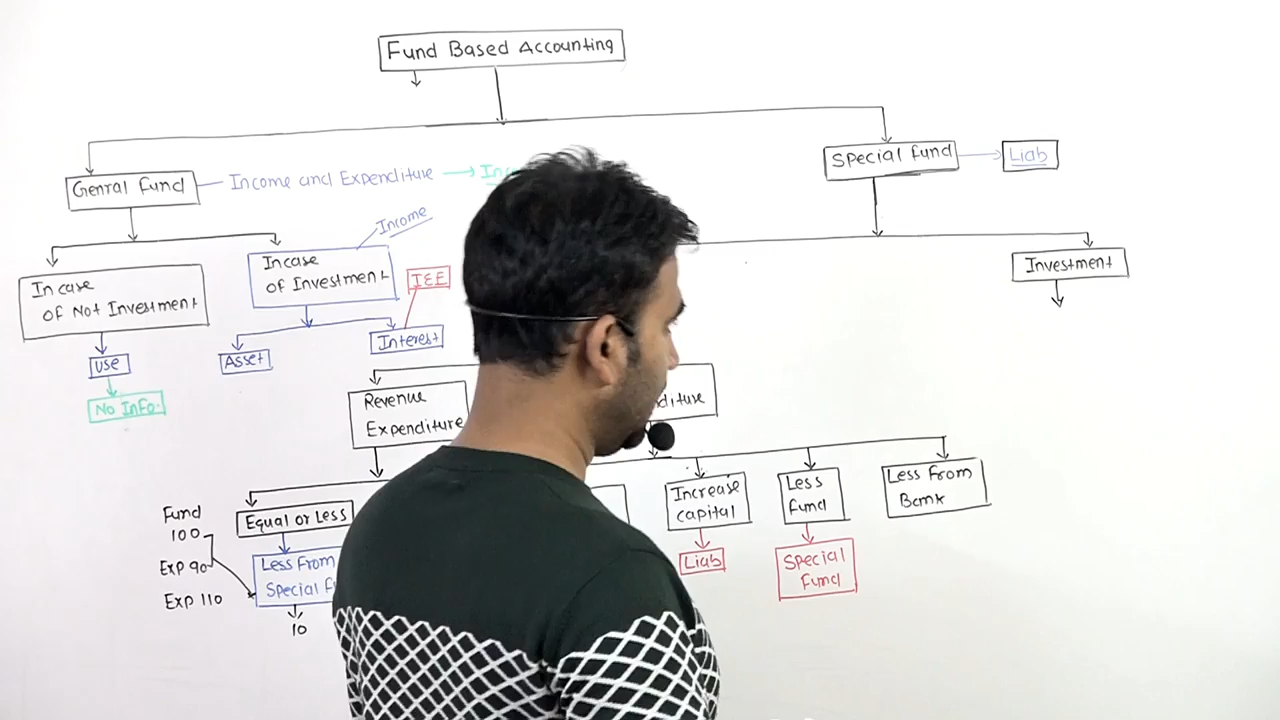 Fund Based Accounting
Genral Fund
Income and Expenditure
Special Fund
Liab
Income
Incase
of Not Investment
Incase
of Investment
I&E
Investment
Use
Asset
Interest
No Info.
Revenue
Expenditure
Fund
100
Exp 90
Exp 110
Equal or Less
Less From
Special
10
Increase
capital
Liab
Less
Fund
Special
Fund
Less From
Bank